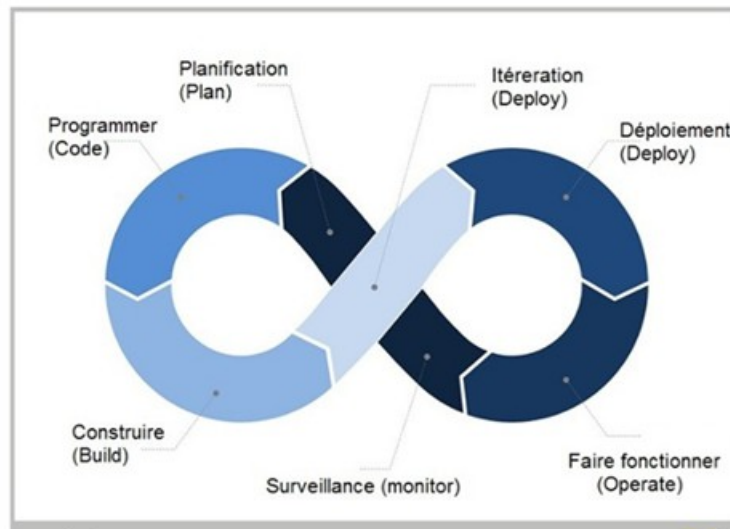 Planification
(Plan)
Itéreration
(Deploy)
Programmer
(Code)
Déploiement
(Deploy)
Construire
(Build)
Surveillance (monitor)
Faire fonctionner
(Operate)